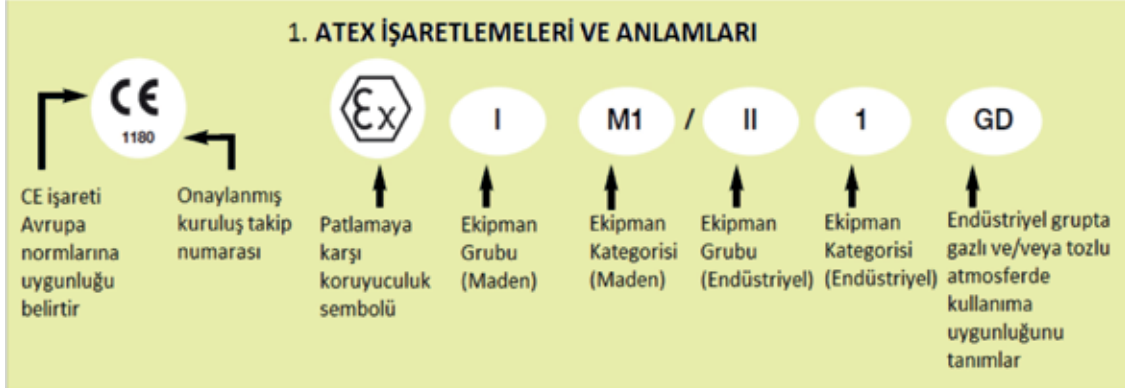 1. ATEX İŞARETLEMELERİ VE ANLAMLARI
CE
1180
Ex
I
M1 / II
1
GD
CE işareti
Avrupa
normlarına
uygunluğu
belirtir
Onaylanmış
kuruluş takip
numarası
Patlamaya
karşı
koruyuculuk
sembolü
Ekipman
Grubu
(Maden)
Ekipman
Kategorisi
(Maden)
Ekipman
Grubu
(Endüstriyel)
Ekipman
Kategorisi
(Endüstriyel)
Endüstriyel grupta
gazlı ve/veya tozlu
atmosferde
kullanıma
uygunluğunu
tanımlar